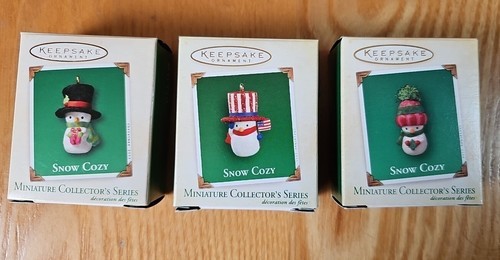 KEEPSAKE
ORNAMENT
SNOW COZY
MINIATURE COLLECTOR'S SERIES
décoration des fêtes
KEEPSAKE
ORNAMENT
SNOW COZY
MINIATURE COLLECTOR'S SERIES
décoration des fêtes
KEEPSAKE
ORNAMENT
SNOW COZY
MINIATURE COLLECTOR'S SERIES
décoration des fêtes